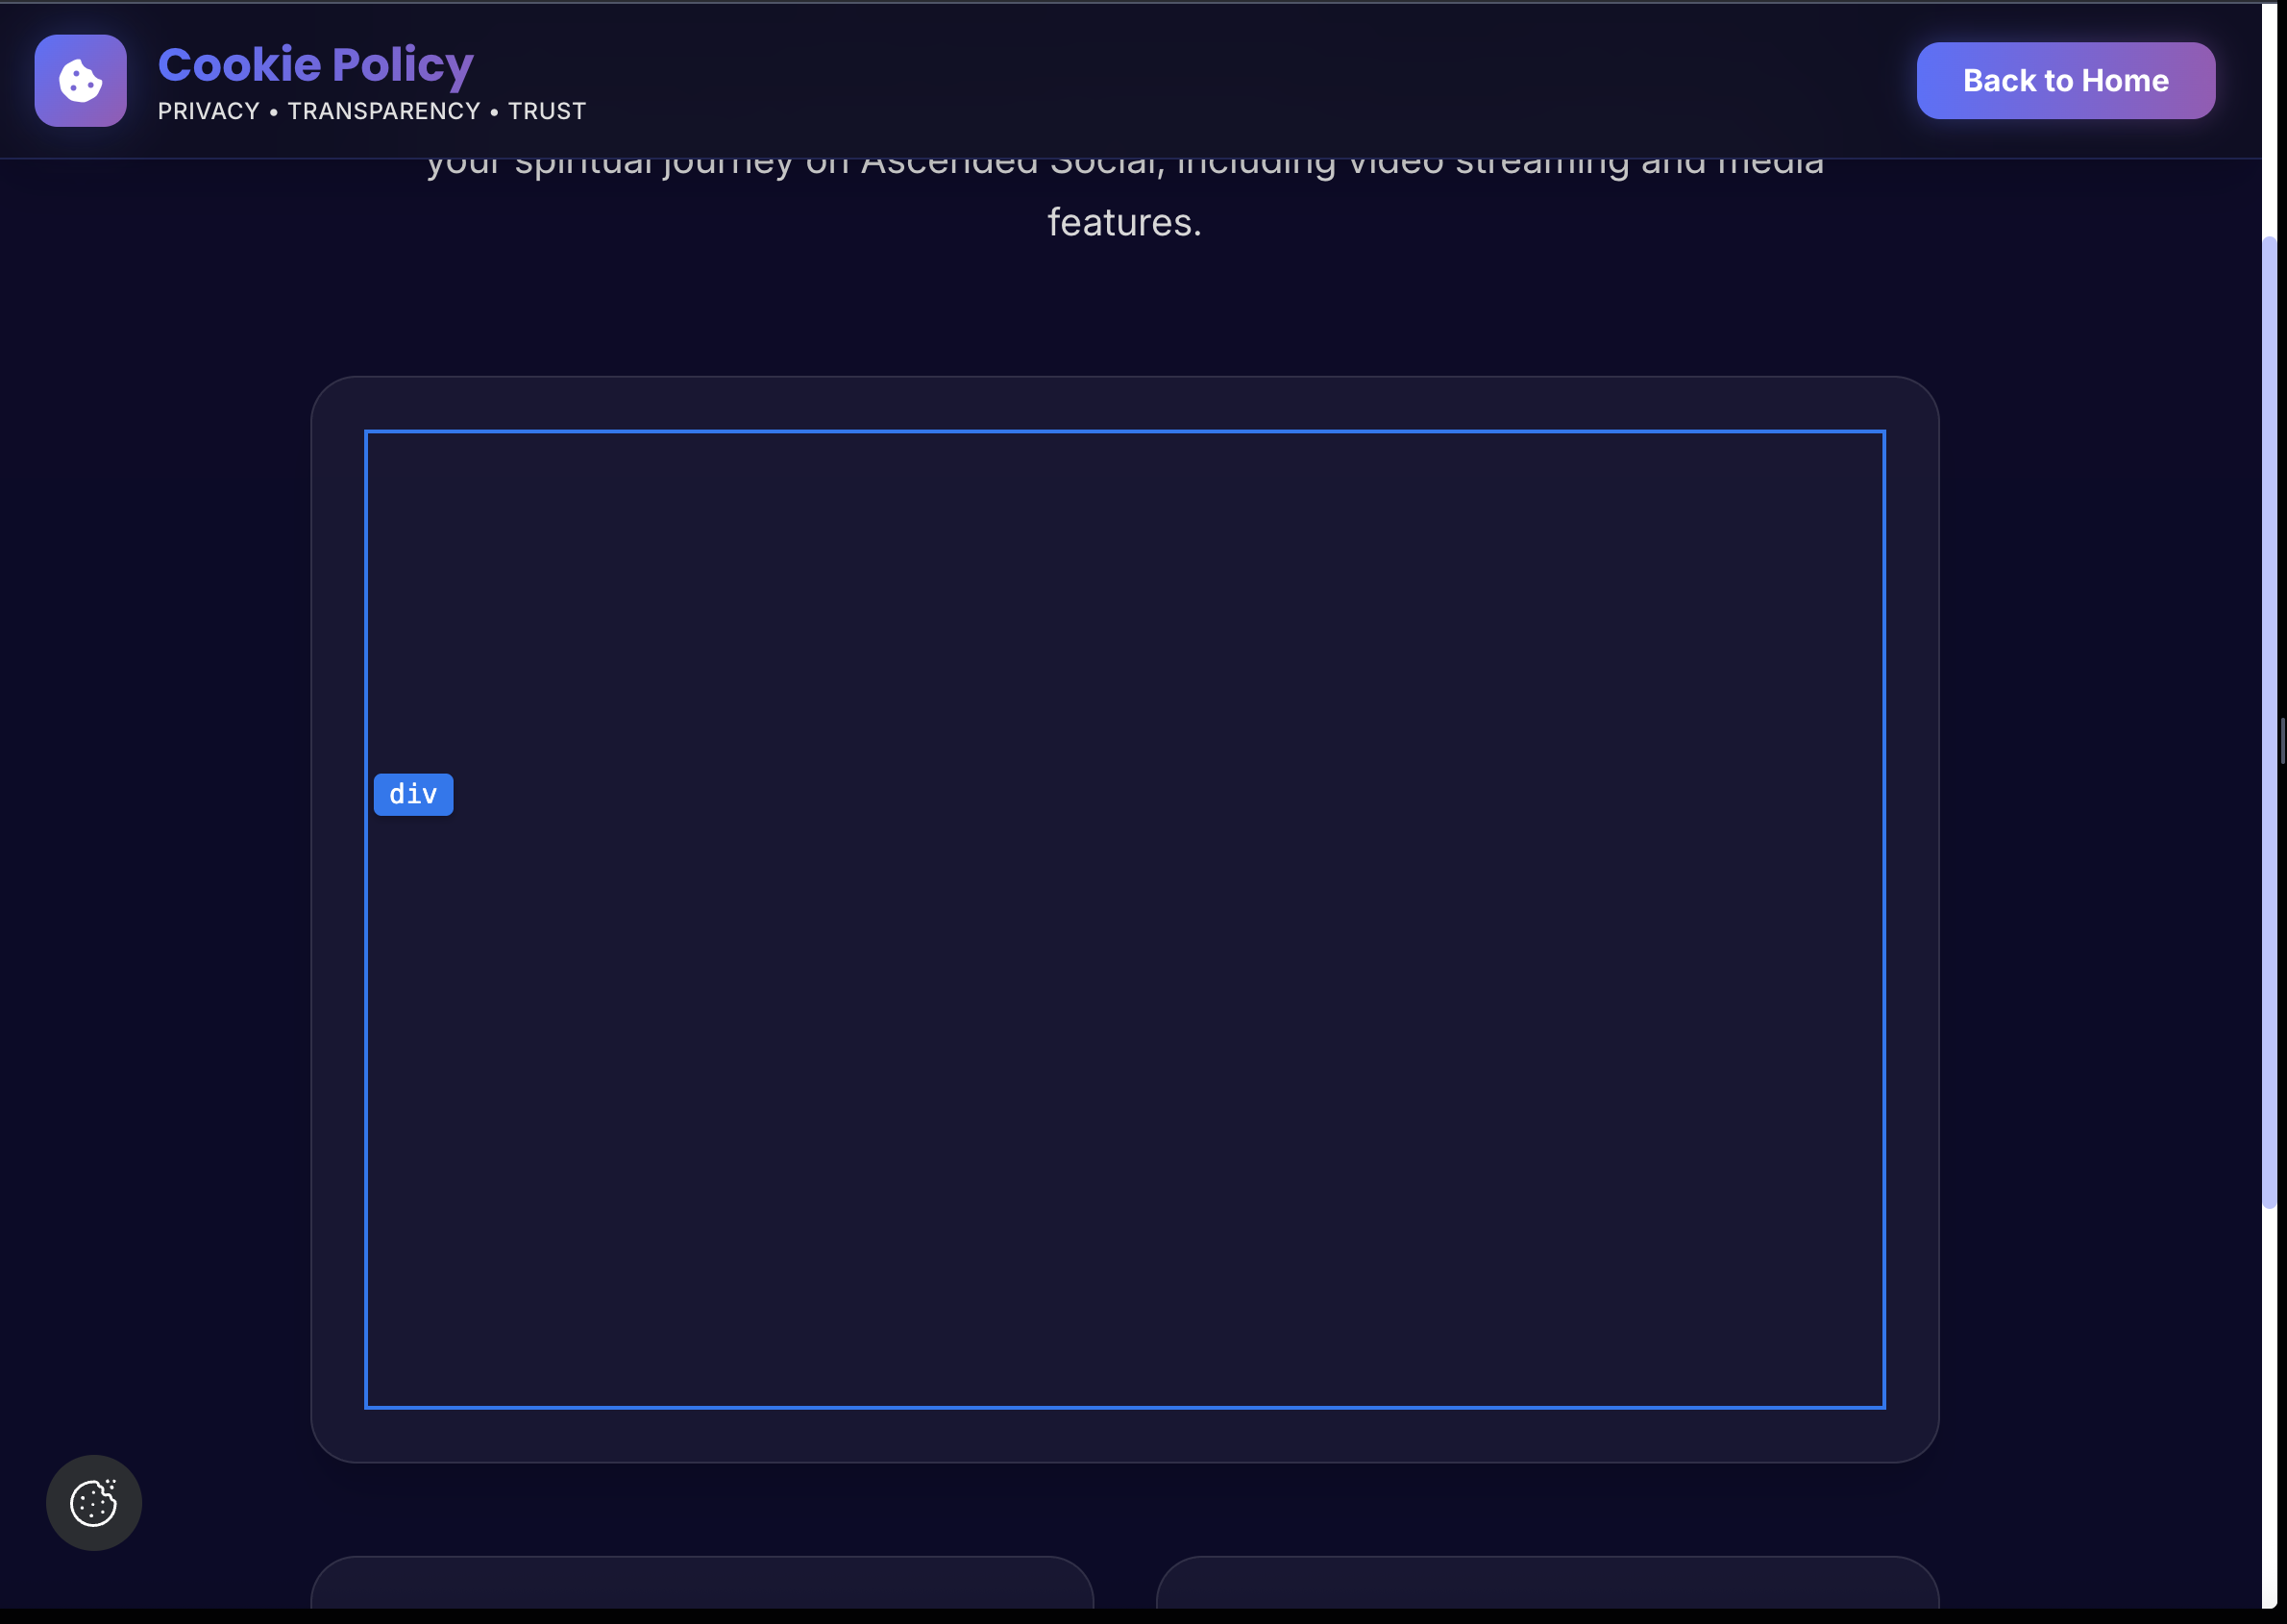 Cookie Policy
PRIVACY • TRANSPARENCY • TRUST
Back to Home
your spiritual journey on Ascended Social, including video streaming and media
features.
div